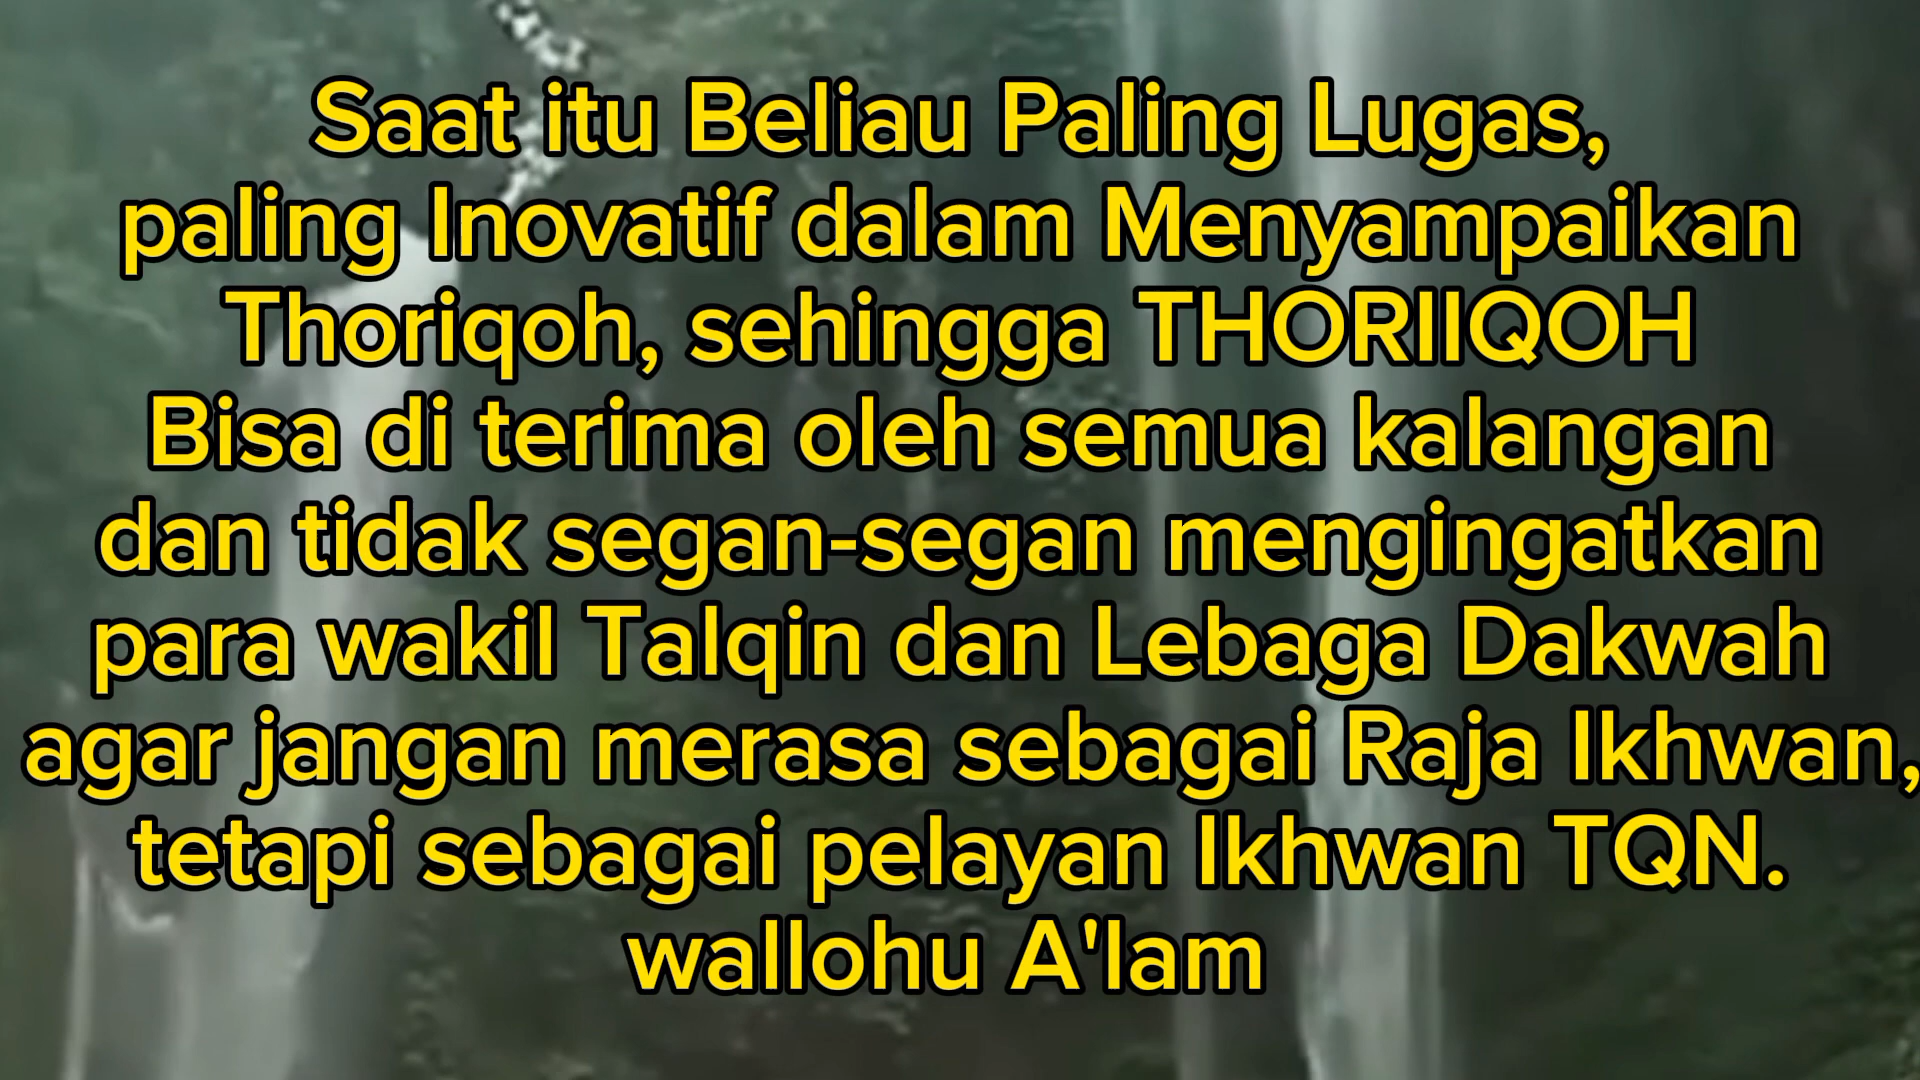 Saat itu Beliau Paling Lugas,
paling Inovatif dalam Menyampaikan
Thoriqoh, sehingga THORIIQOH
Bisa di terima oleh semua kalangan
dan tidak segan-segan mengingatkan
para wakil Talqin dan Lebaga Dakwah
agar jangan merasa sebagai Raja Ikhwan,
tetapi sebagai pelayan Ikhwan TQN.
wallohu A'lam